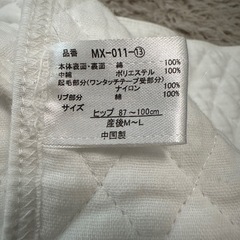 品番 MX-011-⑬
本体表面・裏面 綿 100%
中綿 ポリエステル 100%
起毛部分(ワンタッチテープ受部分)
ナイロン 100%
リブ部分 綿 100%
サイズ
ヒップ 87～100cm
産後M～L
中国製